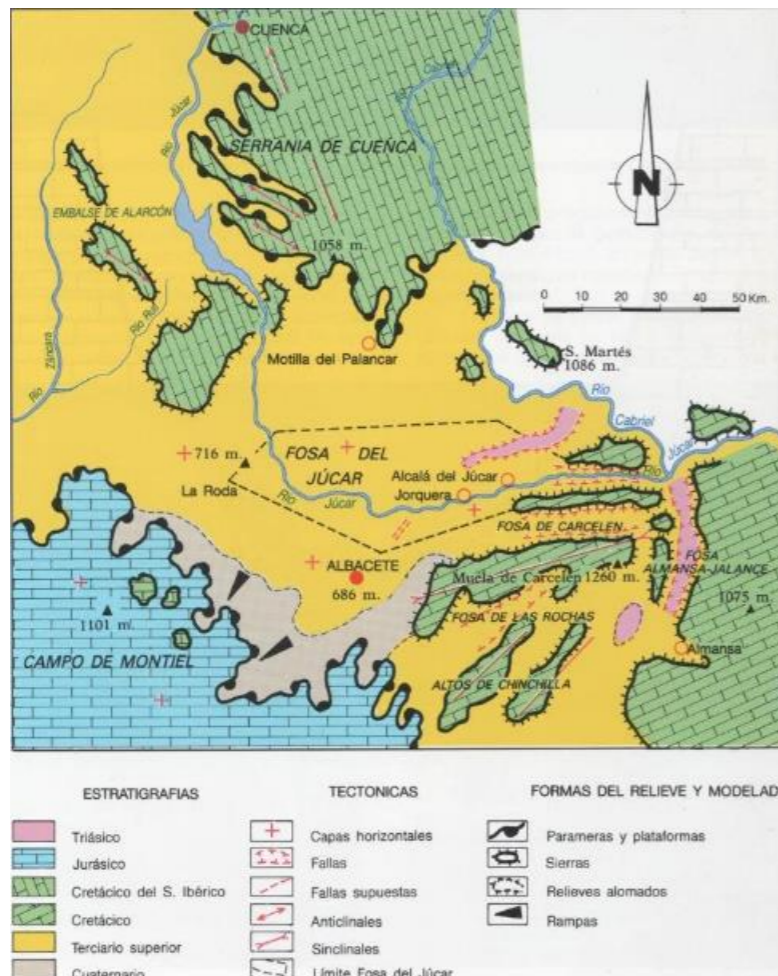 CUENCA
Río Júcar
Río Cabriel
SERRANIA DE CUENCA
EMBALSE DE ALARCÓN
1058 m.
N
0 10 20 30 40 50 Km.
Río Rus
Río Záncara
Motilla del Palancar
S. Martés
1086 m.
Río Cabriel
Río Júcar
716 m.
FOSA DEL JÚCAR
La Roda
Alcalá del Júcar
Jorquera
Río Júcar
FOSA DE CARCELEN
ALBACETE
686 m.
Muela de Carcelén 1260 m.
FOSA ALMANSA-JALANCE
1075 m.
1101 m.
FOSA DE LAS ROCHAS
CAMPO DE MONTIEL
Almansa
ALTOS DE CHINCHILLA
ESTRATIGRAFIAS
Triásico
Jurásico
Cretácico del S. Ibérico
Cretácico
Terciario superior
Cuaternario
TECTONICAS
Capas horizontales
Fallas
Fallas supuestas
Anticlinales
Sinclinales
Límite Fosa del Júcar
FORMAS DEL RELIEVE Y MODELAD
Parameras y plataformas
Sierras
Relieves alomados
Rampas